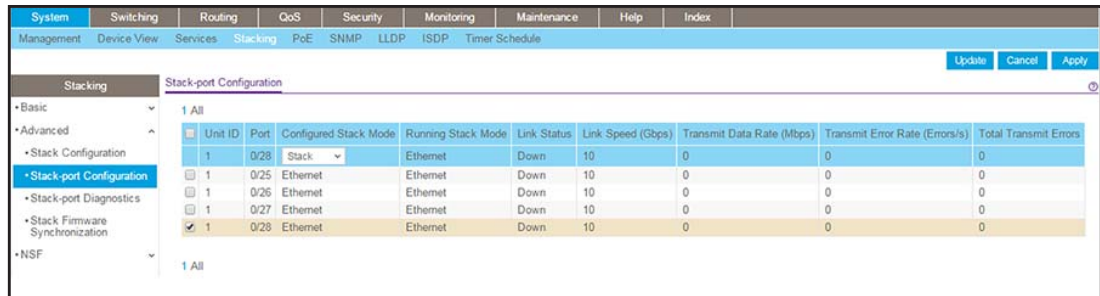 System Switching Routing QoS Security Monitoring Maintenance Help Index
Management Device View Services Stacking PoE SNMP LLDP ISDP Timer Schedule
Update Cancel Apply
Stacking
Stack-port Configuration
•Basic
•Advanced
•Stack Configuration
•Stack-port Configuration
•Stack-port Diagnostics
•Stack Firmware
Synchronization
•NSF
1 All
Unit ID Port Configured Stack Mode Running Stack Mode Link Status Link Speed (Gbps) Transmit Data Rate (Mbps) Transmit Error Rate (Errors/s) Total Transmit Errors
1 0/28 Stack Ethernet Down 10 0 0 0
1 0/25 Ethernet Ethernet Down 10 0 0 0
1 0/26 Ethernet Ethernet Down 10 0 0 0
1 0/27 Ethernet Ethernet Down 10 0 0 0
1 0/28 Ethernet Ethernet Down 10 0 0 0
1 All